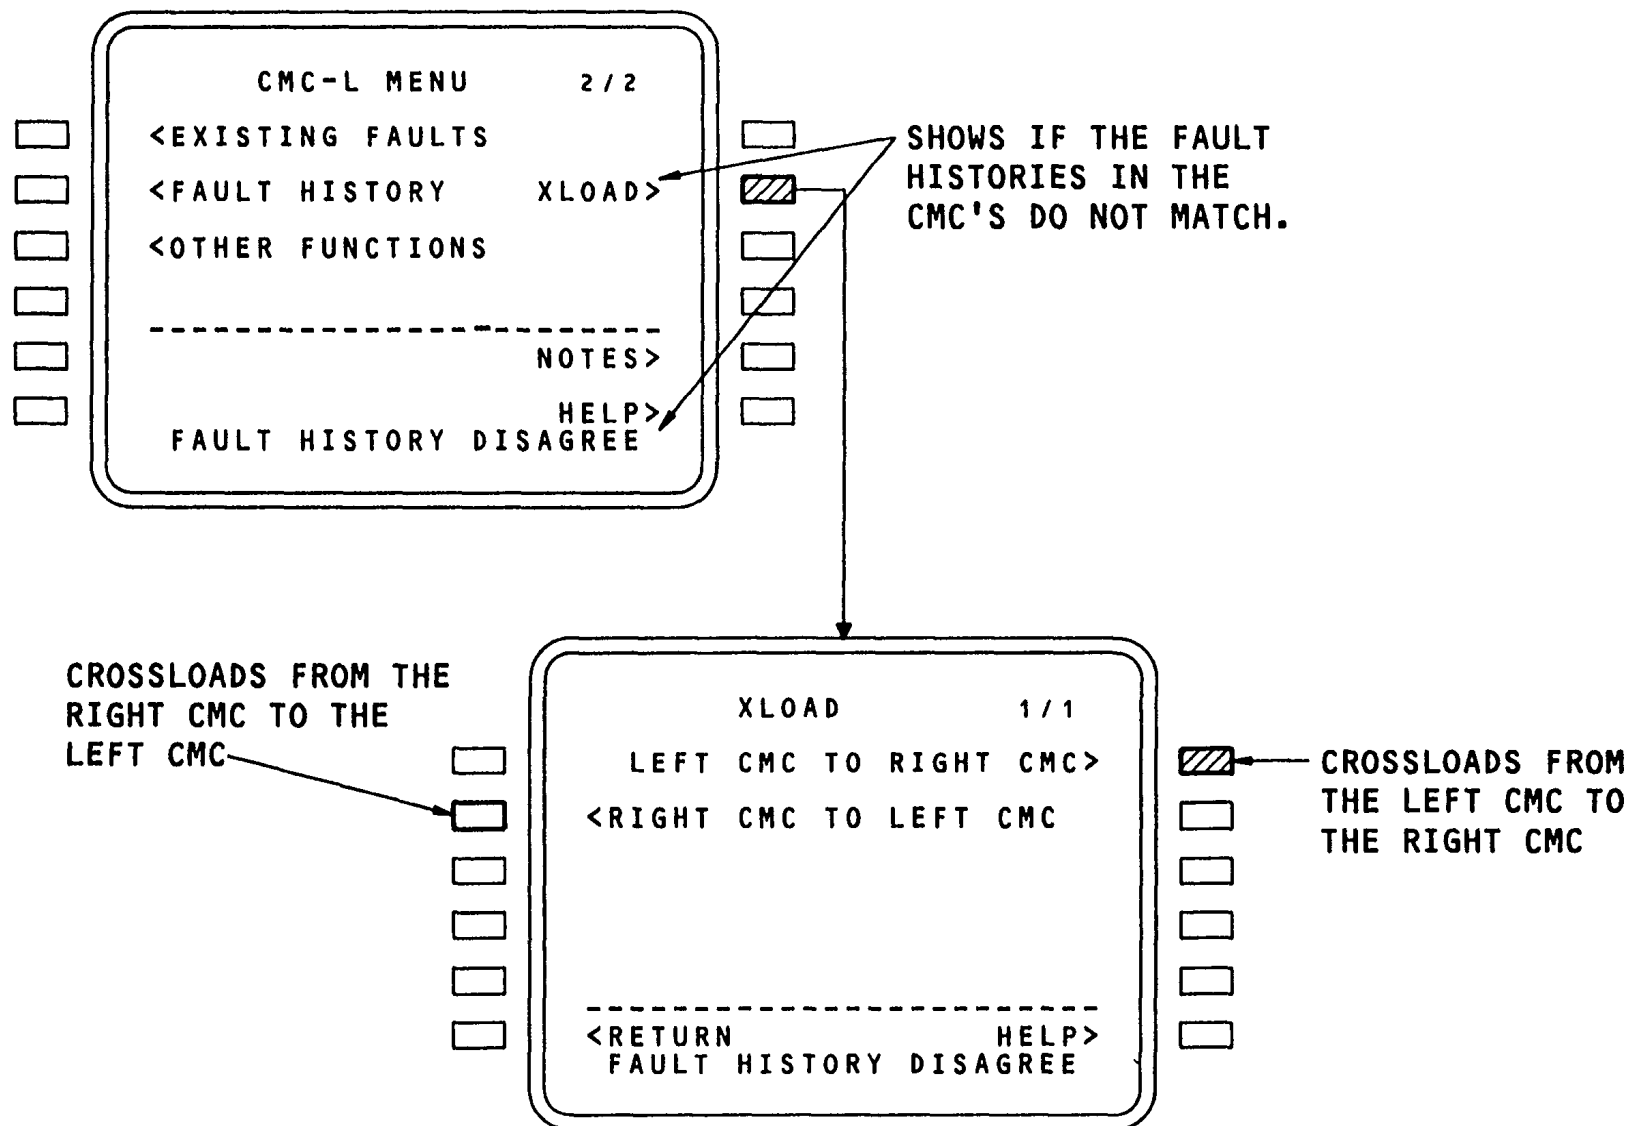 CMC-L MENU 2/2
<EXISTING FAULTS
<FAULT HISTORY XLOAD>
<OTHER FUNCTIONS
------------------------
NOTES>
HELP>
FAULT HISTORY DISAGREE
SHOWS IF THE FAULT
HISTORIES IN THE
CMC'S DO NOT MATCH.
CROSSLOADS FROM THE
RIGHT CMC TO THE
LEFT CMC
XLOAD 1/1
LEFT CMC TO RIGHT CMC>
<RIGHT CMC TO LEFT CMC
------------------------
<RETURN HELP>
FAULT HISTORY DISAGREE
CROSSLOADS FROM
THE LEFT CMC TO
THE RIGHT CMC